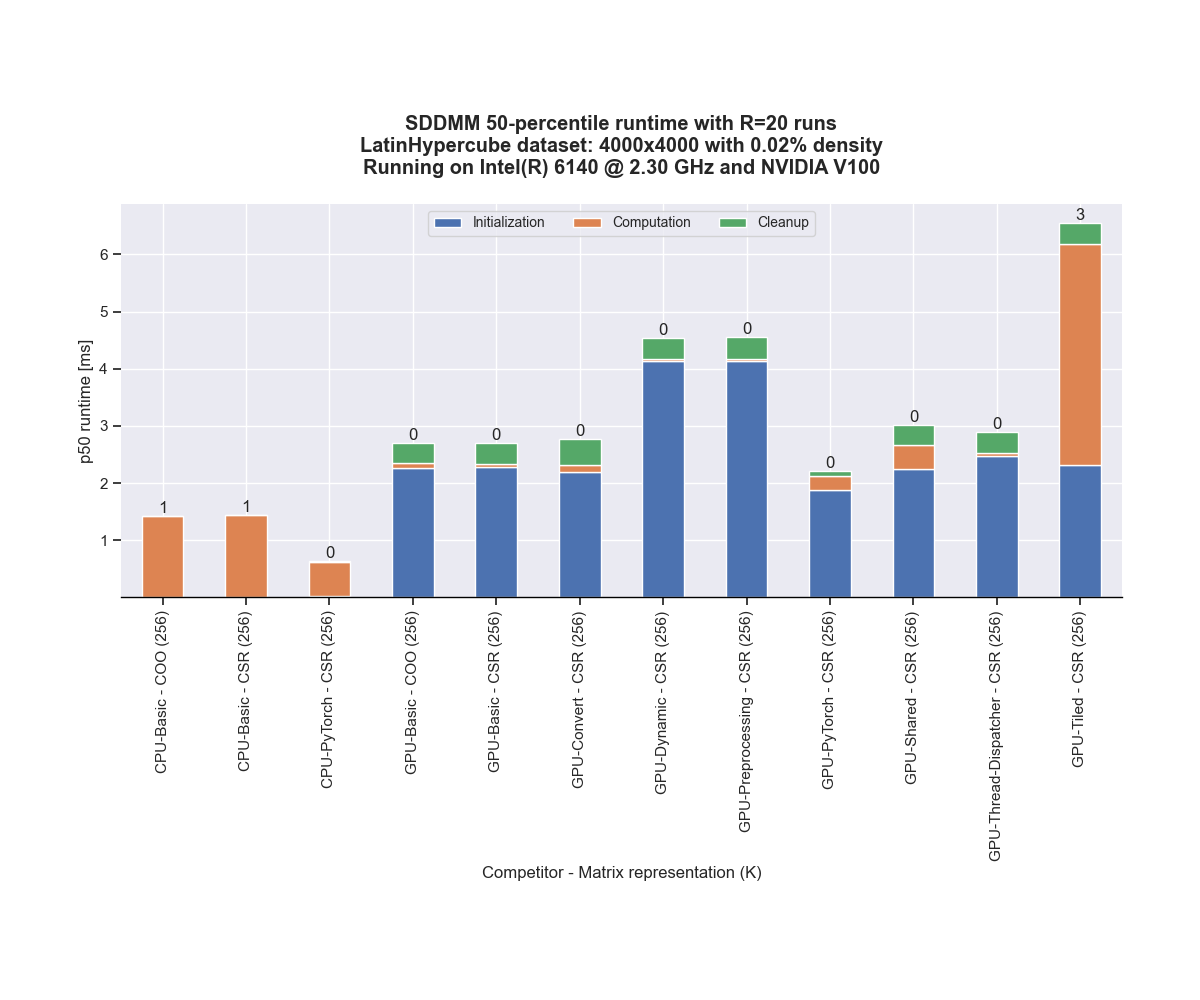 SDDMM 50-percentile runtime with R=20 runs
LatinHypercube dataset: 4000x4000 with 0.02% density
Running on Intel(R) 6140 @ 2.30 GHz and NVIDIA V100
Initialization
Computation
Cleanup
p50 runtime [ms]
6
5
4
3
2
1
1
1
0
0
0
0
0
0
0
0
0
3
CPU-Basic - COO (256)
CPU-Basic - CSR (256)
CPU-PyTorch - CSR (256)
GPU-Basic - COO (256)
GPU-Basic - CSR (256)
GPU-Convert - CSR (256)
GPU-Dynamic - CSR (256)
GPU-Preprocessing - CSR (256)
GPU-PyTorch - CSR (256)
GPU-Shared - CSR (256)
GPU-Thread-Dispatcher - CSR (256)
GPU-Tiled - CSR (256)
Competitor - Matrix representation (K)